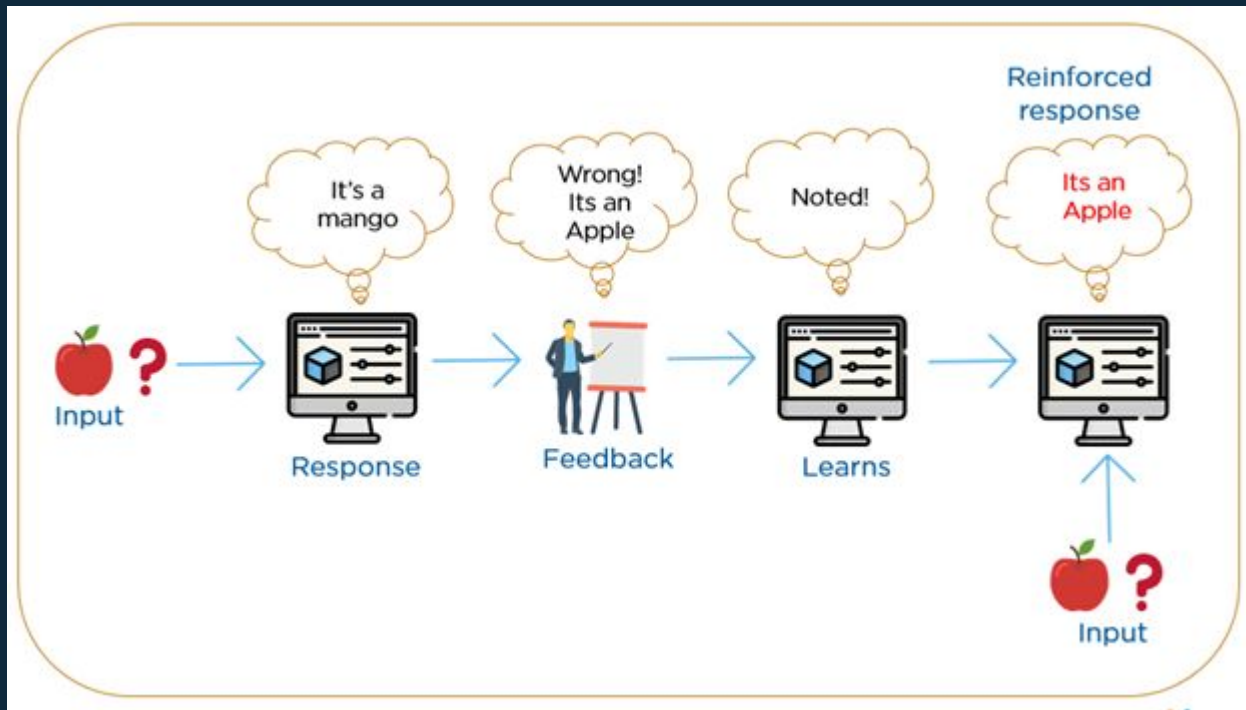 Reinforced
response
It's a
mango
Wrong!
Its an
Apple
Noted!
Its an
Apple
?
Input
Response
Feedback
Learns
?
Input